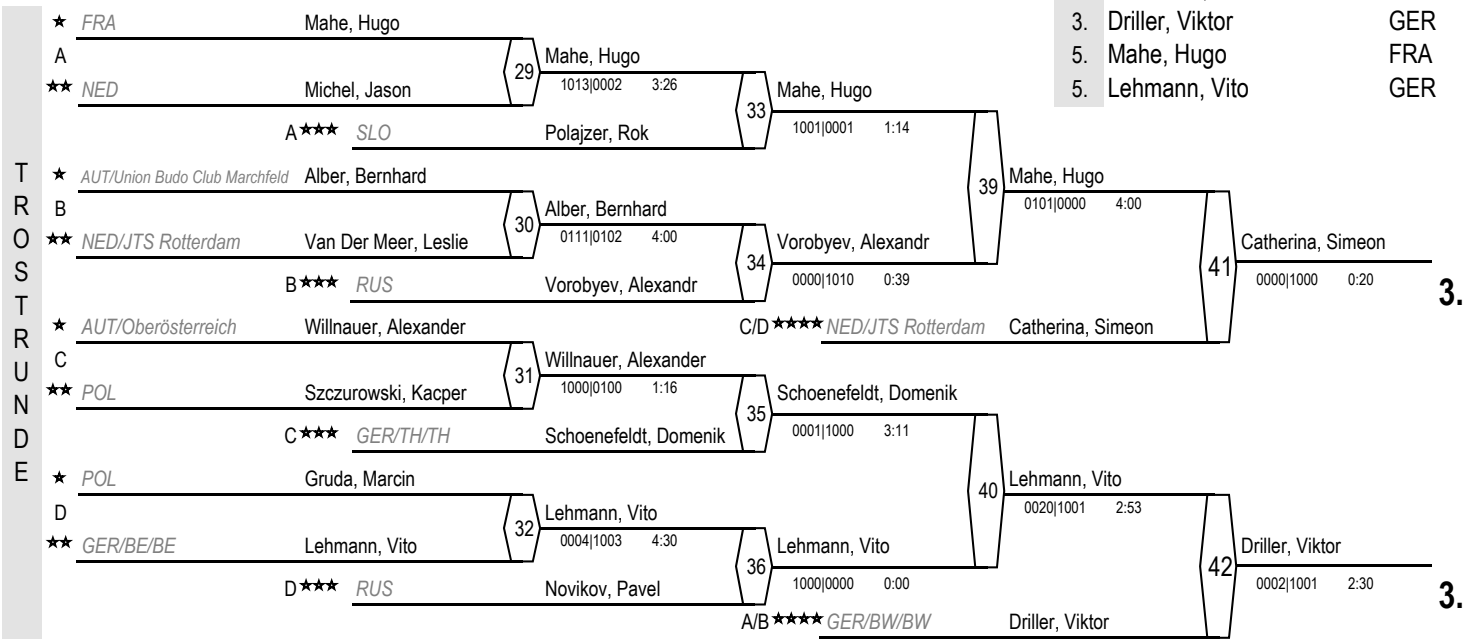 3. Driller, Viktor GER
5. Mahe, Hugo FRA
5. Lehmann, Vito GER
TROSTRUNDE
★ FRA Mahe, Hugo
A
29 Mahe, Hugo
1013|0002 3:26
★★ NED Michel, Jason
33 Mahe, Hugo
1001|0001 1:14
A★★★ SLO Polajzer, Rok
★ AUT/Union Budo Club Marchfeld Alber, Bernhard
39 Mahe, Hugo
0101|0000 4:00
B
30 Alber, Bernhard
0111|0102 4:00
★★ NED/JTS Rotterdam Van Der Meer, Leslie
34 Vorobyev, Alexandr
0000|1010 0:39
B★★★ RUS Vorobyev, Alexandr
41 Catherina, Simeon
0000|1000 0:20
3.
★ AUT/Oberösterreich Willnauer, Alexander
C/D★★★★ NED/JTS Rotterdam Catherina, Simeon
C
31 Willnauer, Alexander
1000|0100 1:16
★★ POL Szczurowski, Kacper
35 Schoenefeldt, Domenik
0001|1000 3:11
C★★★ GER/TH/TH Schoenefeldt, Domenik
★ POL Gruda, Marcin
40 Lehmann, Vito
0020|1001 2:53
D
32 Lehmann, Vito
0004|1003 4:30
★★ GER/BE/BE Lehmann, Vito
36 Lehmann, Vito
1000|0000 0:00
42 Driller, Viktor
0002|1001 2:30
3.
D★★★ RUS Novikov, Pavel
A/B★★★★ GER/BW/BW Driller, Viktor